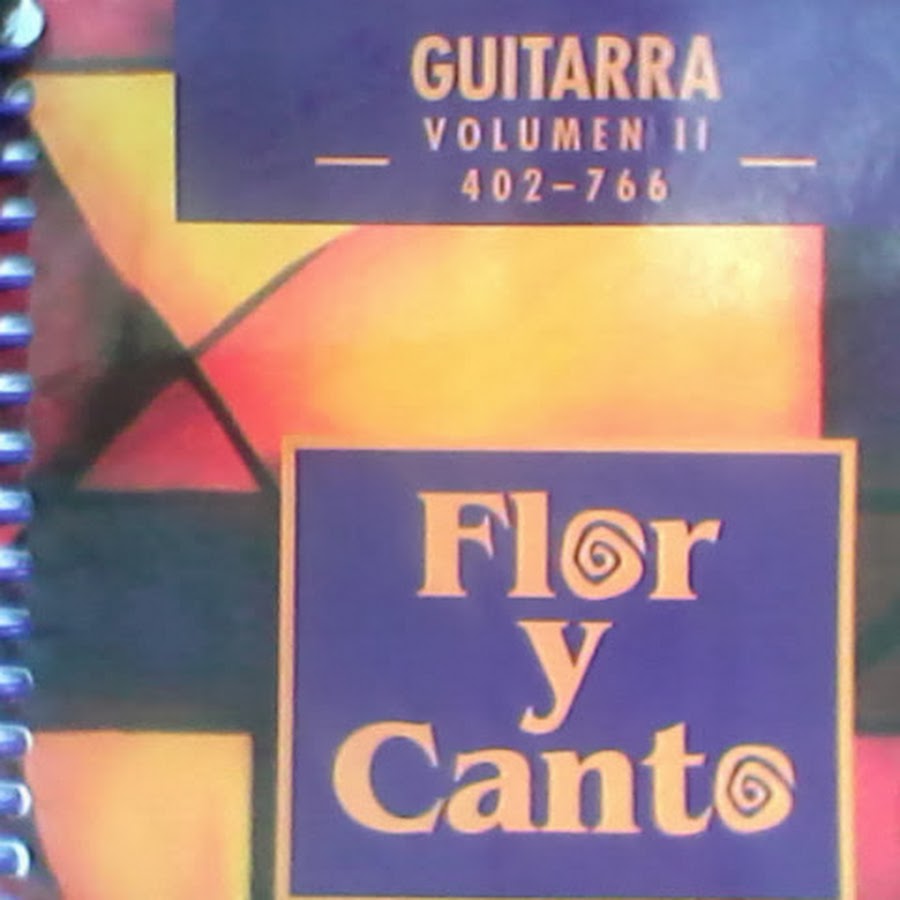 GUITARRA
VOLUMEN II
402–766
Flor
y
Canto